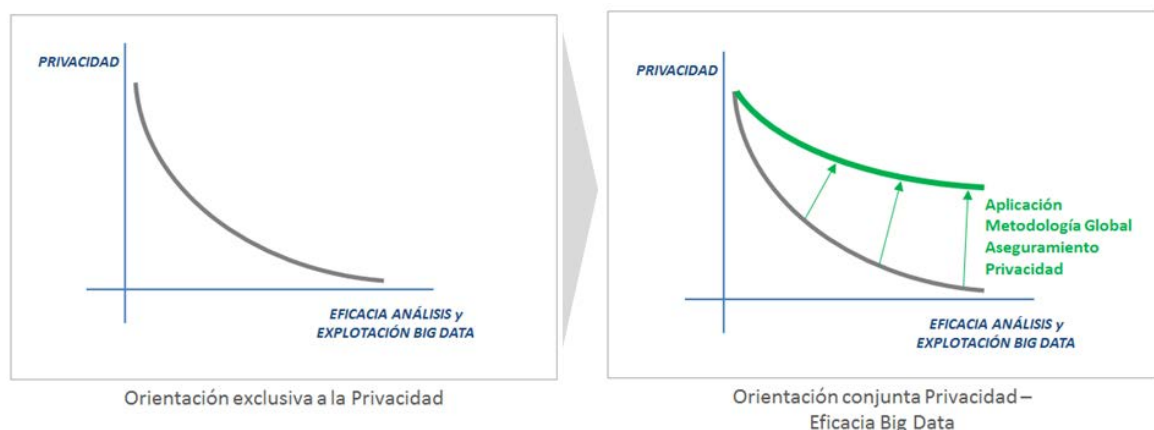 PRIVACIDAD
EFICACIA ANÁLISIS y
EXPLOTACIÓN BIG DATA
Orientación exclusiva a la Privacidad
PRIVACIDAD
Aplicación
Metodología Global
Aseguramiento
Privacidad
EFICACIA ANÁLISIS y
EXPLOTACIÓN BIG DATA
Orientación conjunta Privacidad –
Eficacia Big Data